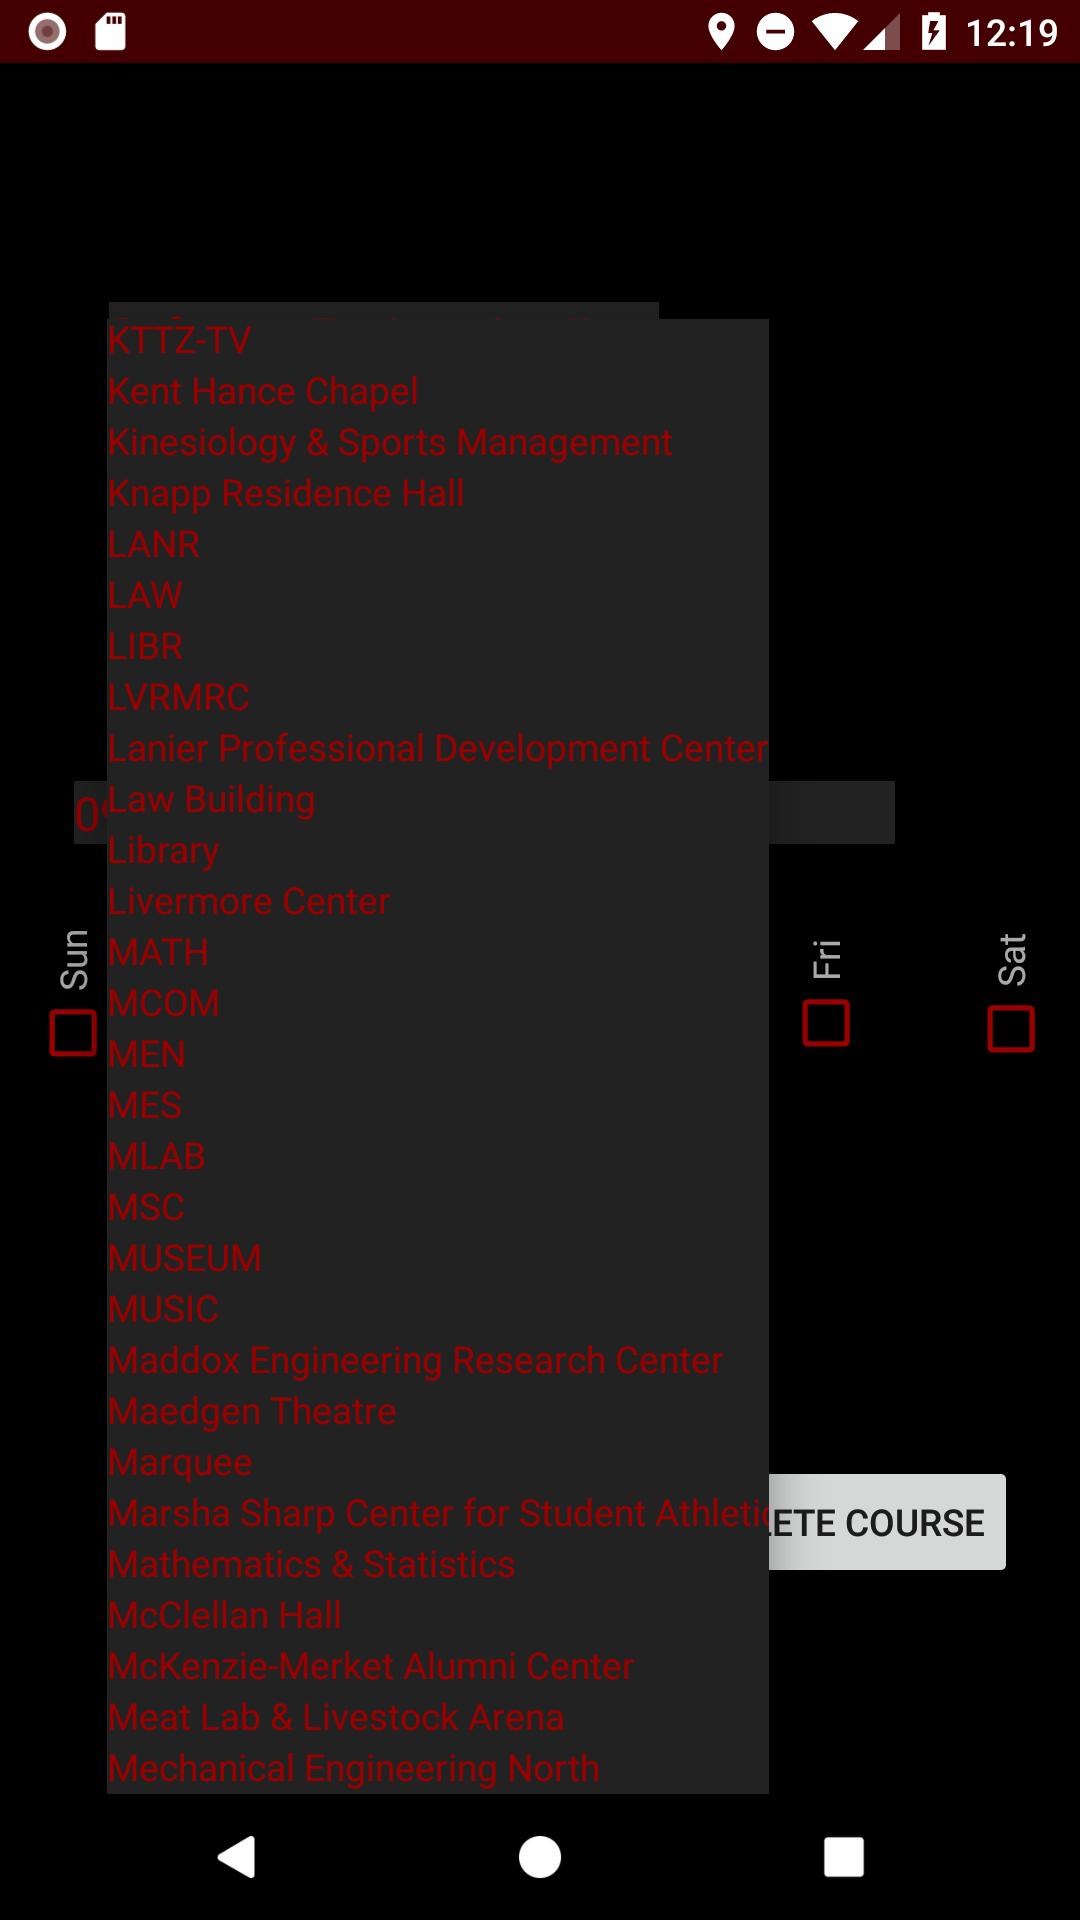 12:19
KTTZ-TV
Kent Hance Chapel
Kinesiology & Sports Management
Knapp Residence Hall
LANR
LAW
LIBR
LVRMRC
Lanier Professional Development Center
Law Building
Library
Livermore Center
MATH
MCOM
MEN
MES
MLAB
MSC
MUSEUM
MUSIC
Maddox Engineering Research Center
Maedgen Theatre
Marquee
Marsha Sharp Center for Student Athletic
Mathematics & Statistics
McClellan Hall
McKenzie-Merket Alumni Center
Meat Lab & Livestock Arena
Mechanical Engineering North
Sun
Fri
Sat
LETE COURSE